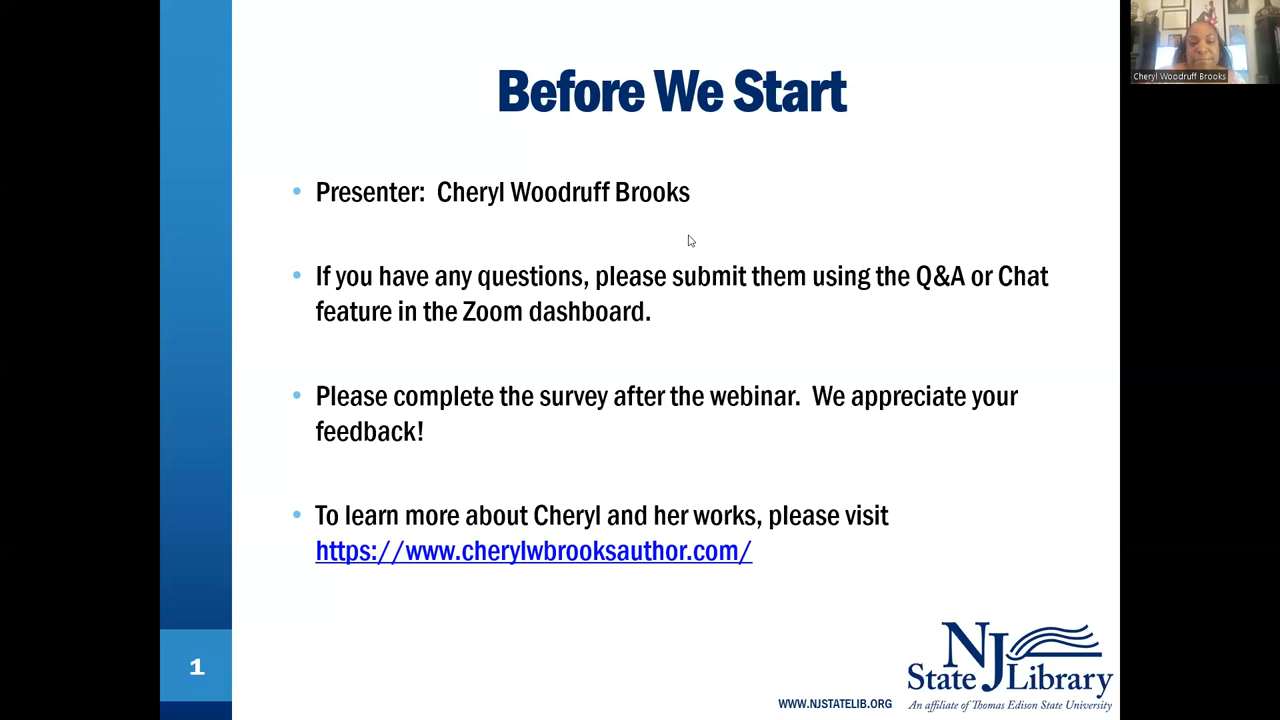 Before We Start
Cheryl Woodruff Brooks
• Presenter:  Cheryl Woodruff Brooks
• If you have any questions, please submit them using the Q&A or Chat
feature in the Zoom dashboard.
• Please complete the survey after the webinar.  We appreciate your
feedback!
• To learn more about Cheryl and her works, please visit
https://www.cherylwbrooksauthor.com/
1
WWW.NJSTATELIB.ORG
NJ
State Library
An affiliate of Thomas Edison State University